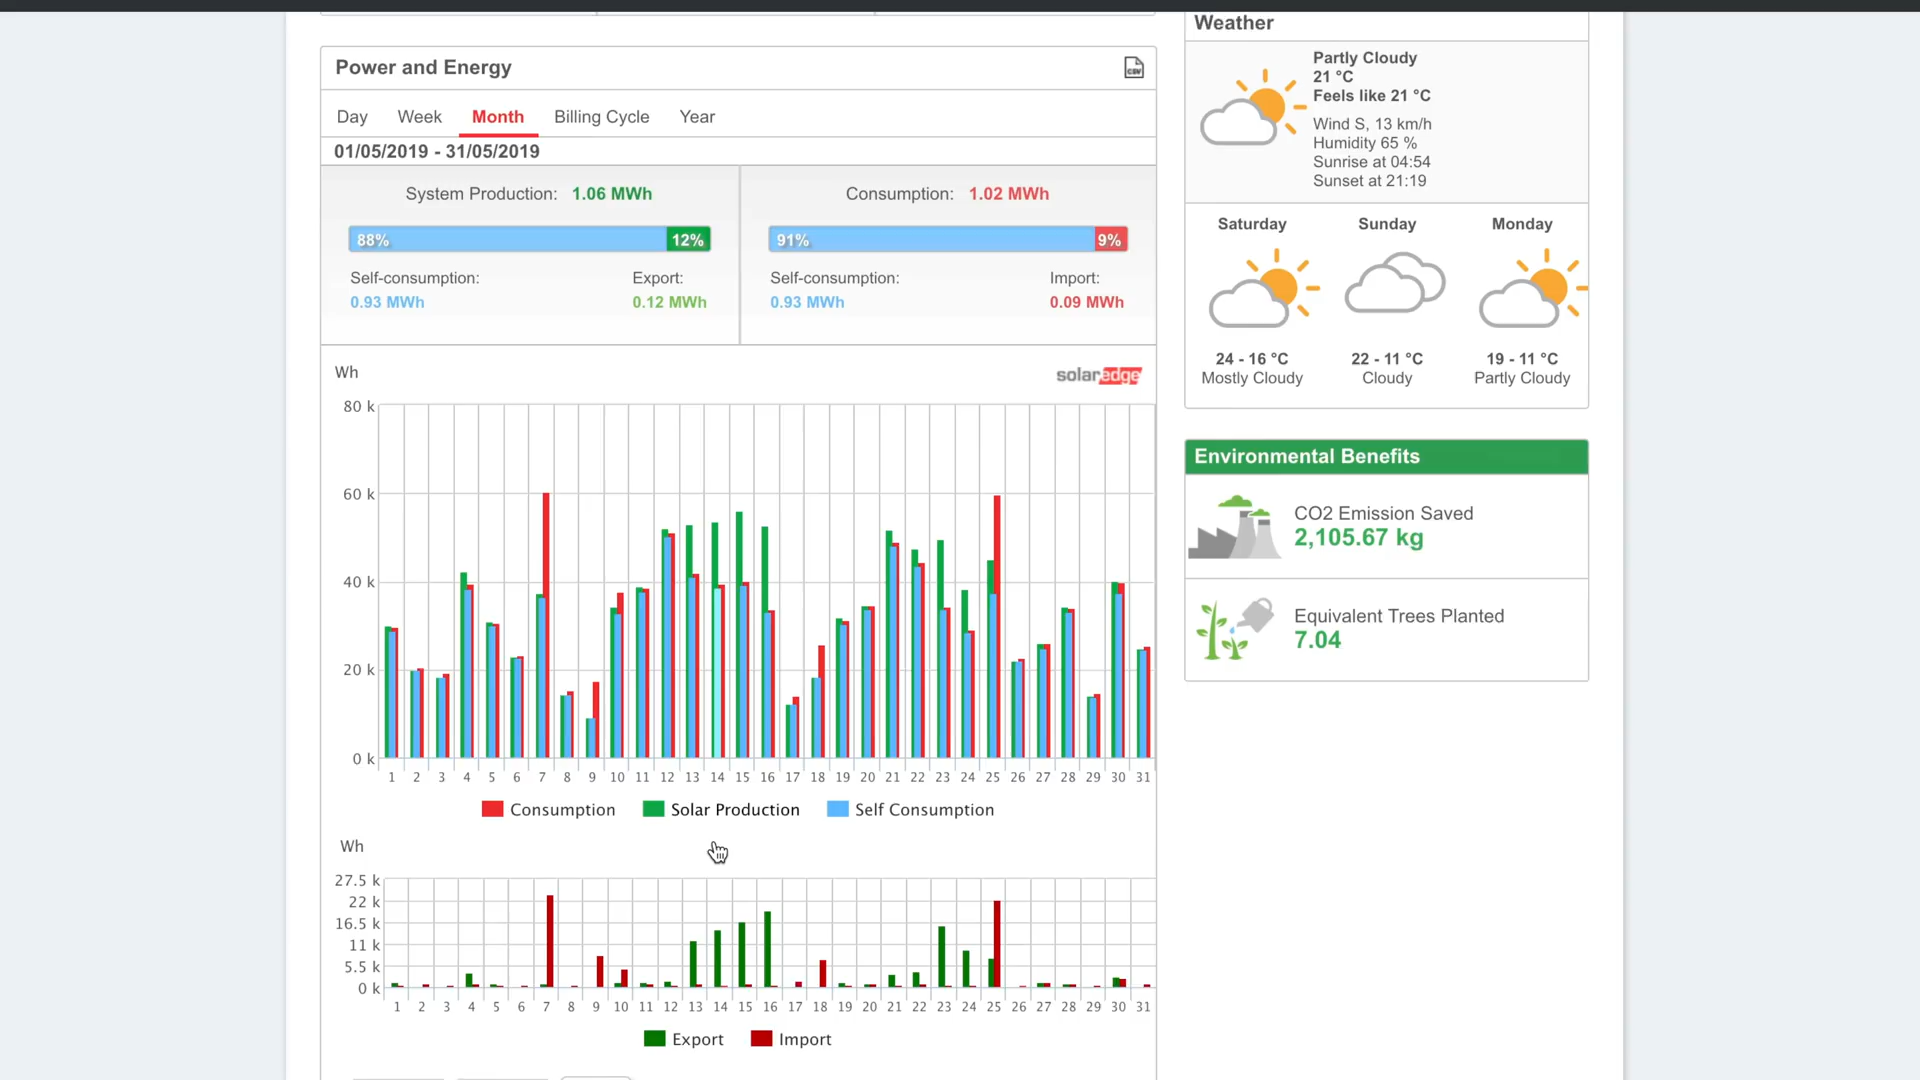 Weather
Power and Energy
CSV
Partly Cloudy
21 °C
Feels like 21 °C
Wind S, 13 km/h
Humidity 65 %
Sunrise at 04:54
Sunset at 21:19
Day Week Month Billing Cycle Year
01/05/2019 - 31/05/2019
System Production: 1.06 MWh
Consumption: 1.02 MWh
88% 12%
91% 9%
Self-consumption: Export:
0.93 MWh 0.12 MWh
Self-consumption: Import:
0.93 MWh 0.09 MWh
Saturday Sunday Monday
24 - 16 °C 22 - 11 °C 19 - 11 °C
Mostly Cloudy Cloudy Partly Cloudy
Wh
solaredge
80 k
60 k
40 k
20 k
0 k
1 2 3 4 5 6 7 8 9 10 11 12 13 14 15 16 17 18 19 20 21 22 23 24 25 26 27 28 29 30 31
Consumption Solar Production Self Consumption
Environmental Benefits
CO2 Emission Saved
2,105.67 kg
Equivalent Trees Planted
7.04
Wh
27.5 k
22 k
16.5 k
11 k
5.5 k
0 k
1 2 3 4 5 6 7 8 9 10 11 12 13 14 15 16 17 18 19 20 21 22 23 24 25 26 27 28 29 30 31
Export Import